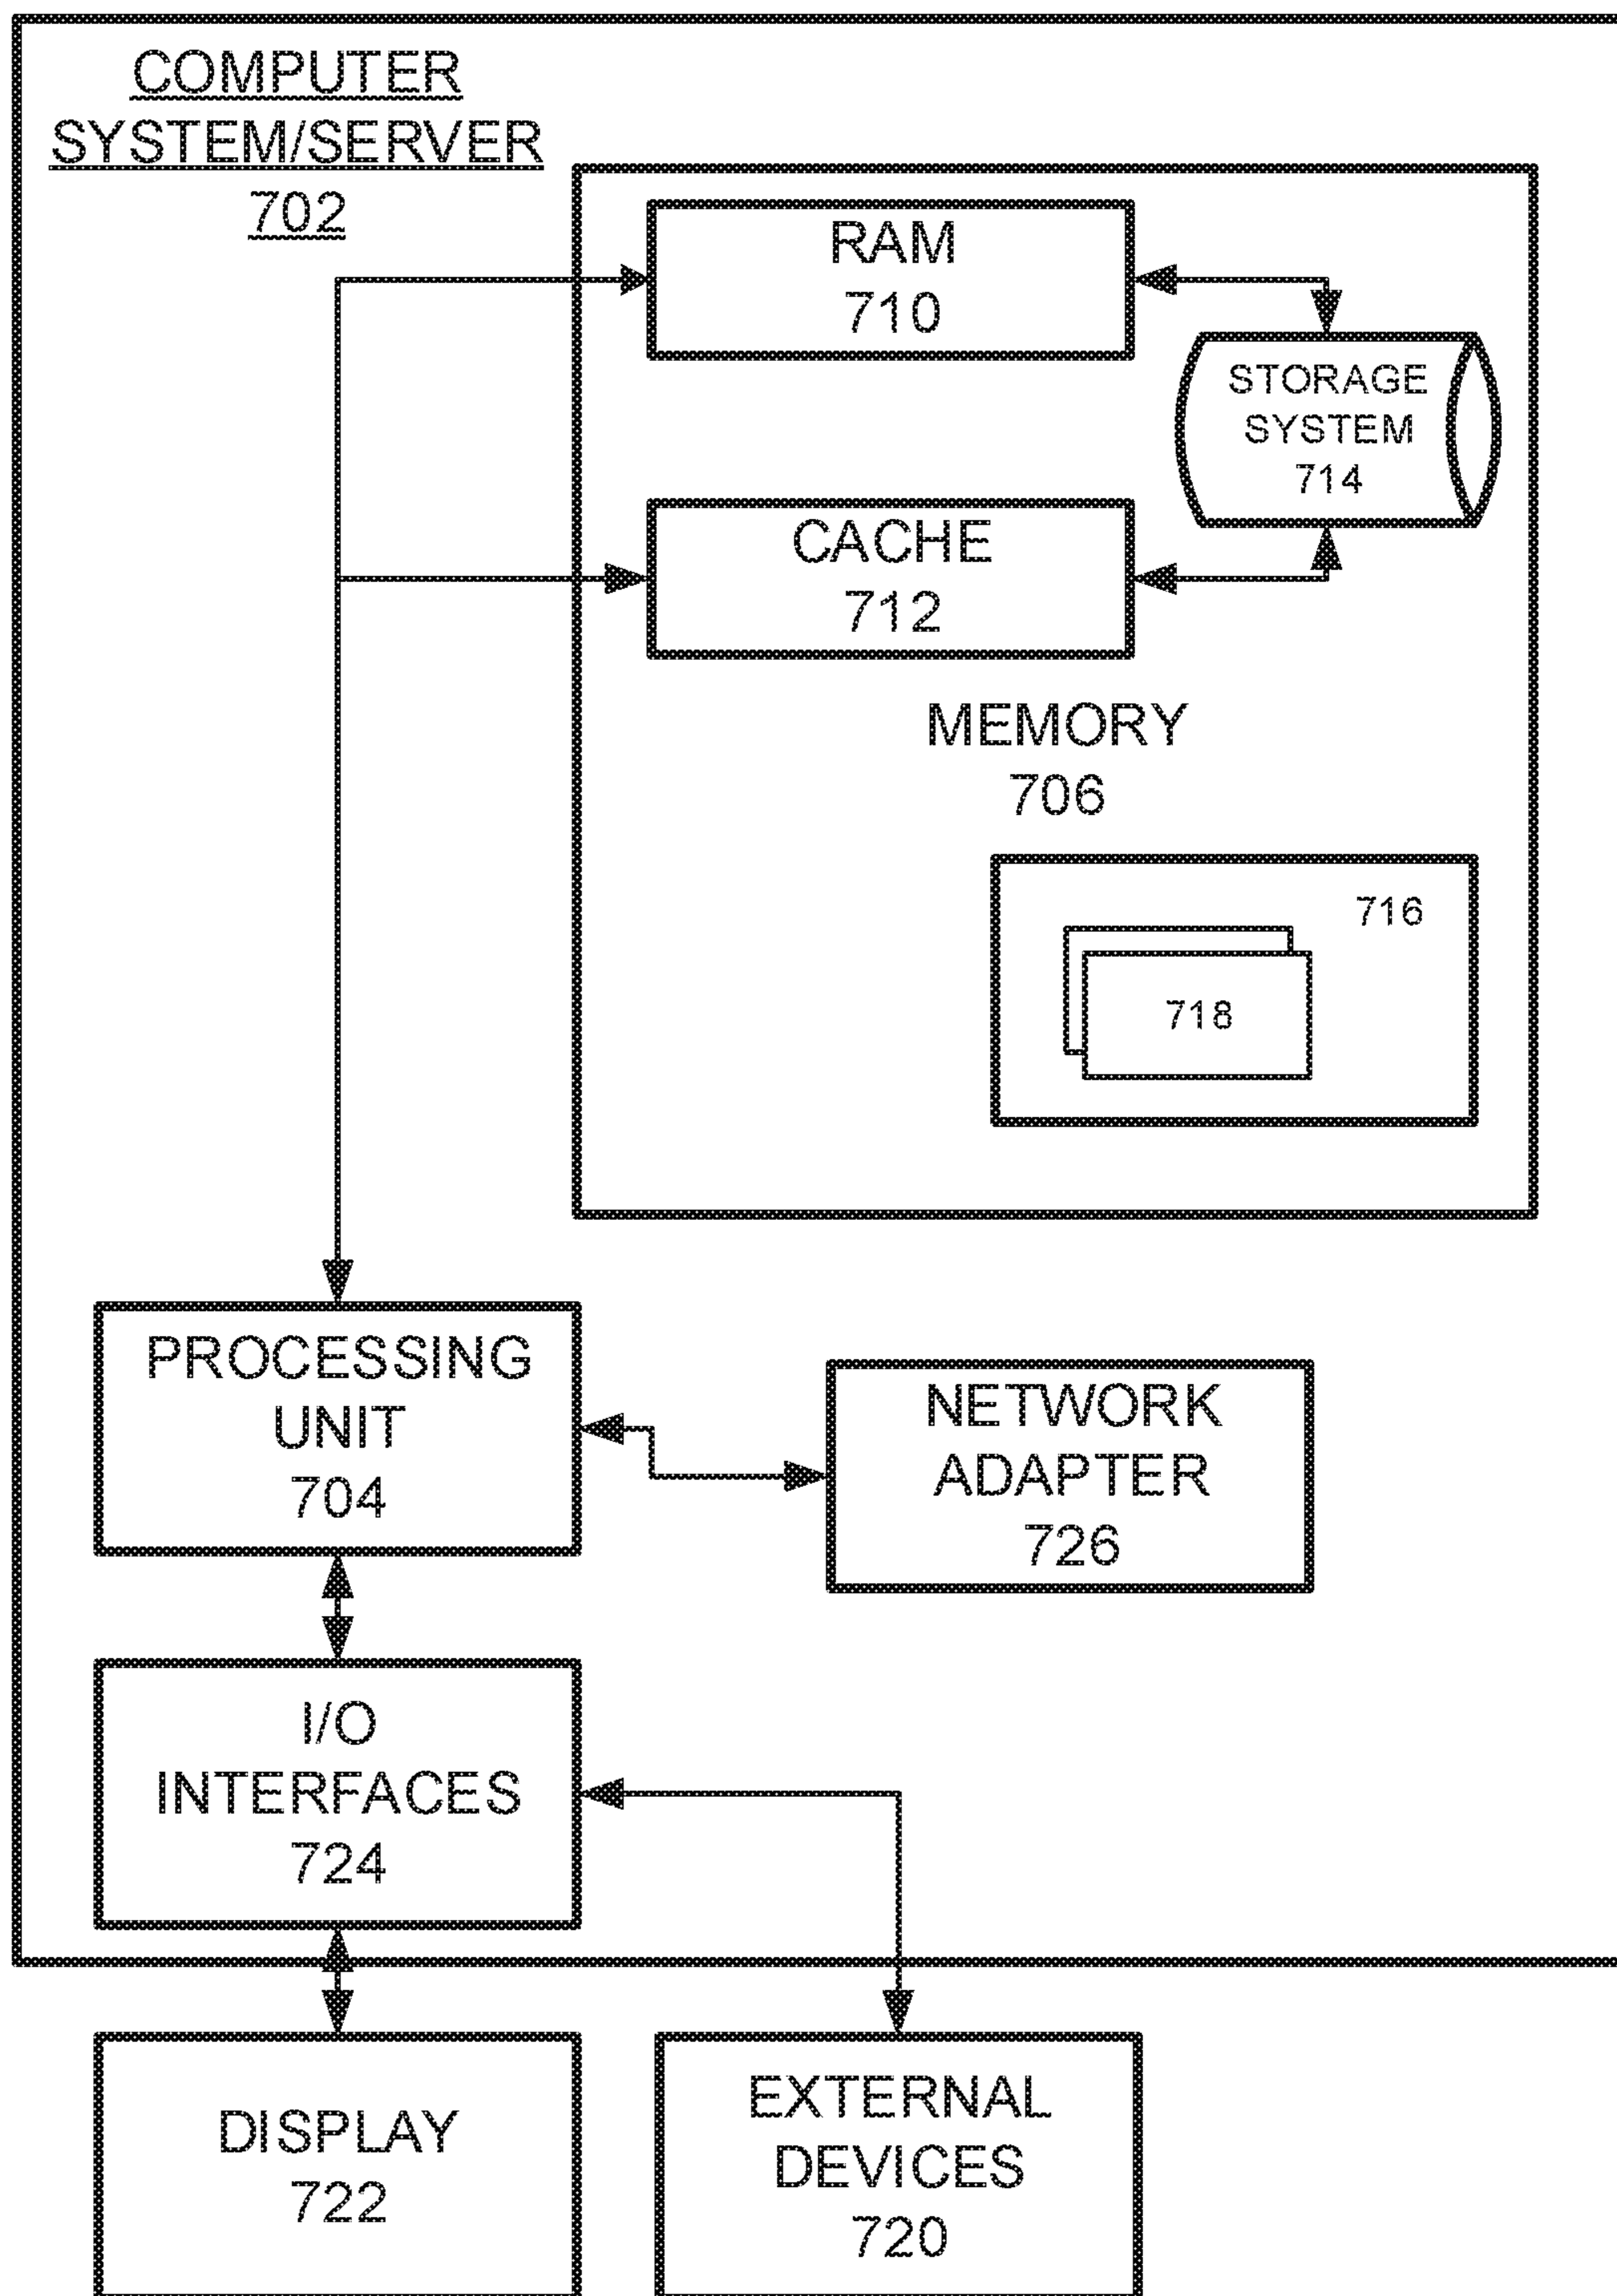 COMPUTER
SYSTEM/SERVER
702
RAM
710
STORAGE
SYSTEM
714
CACHE
712
MEMORY
706
716
718
PROCESSING
UNIT
704
NETWORK
ADAPTER
726
I/O
INTERFACES
724
DISPLAY
722
EXTERNAL
DEVICES
720